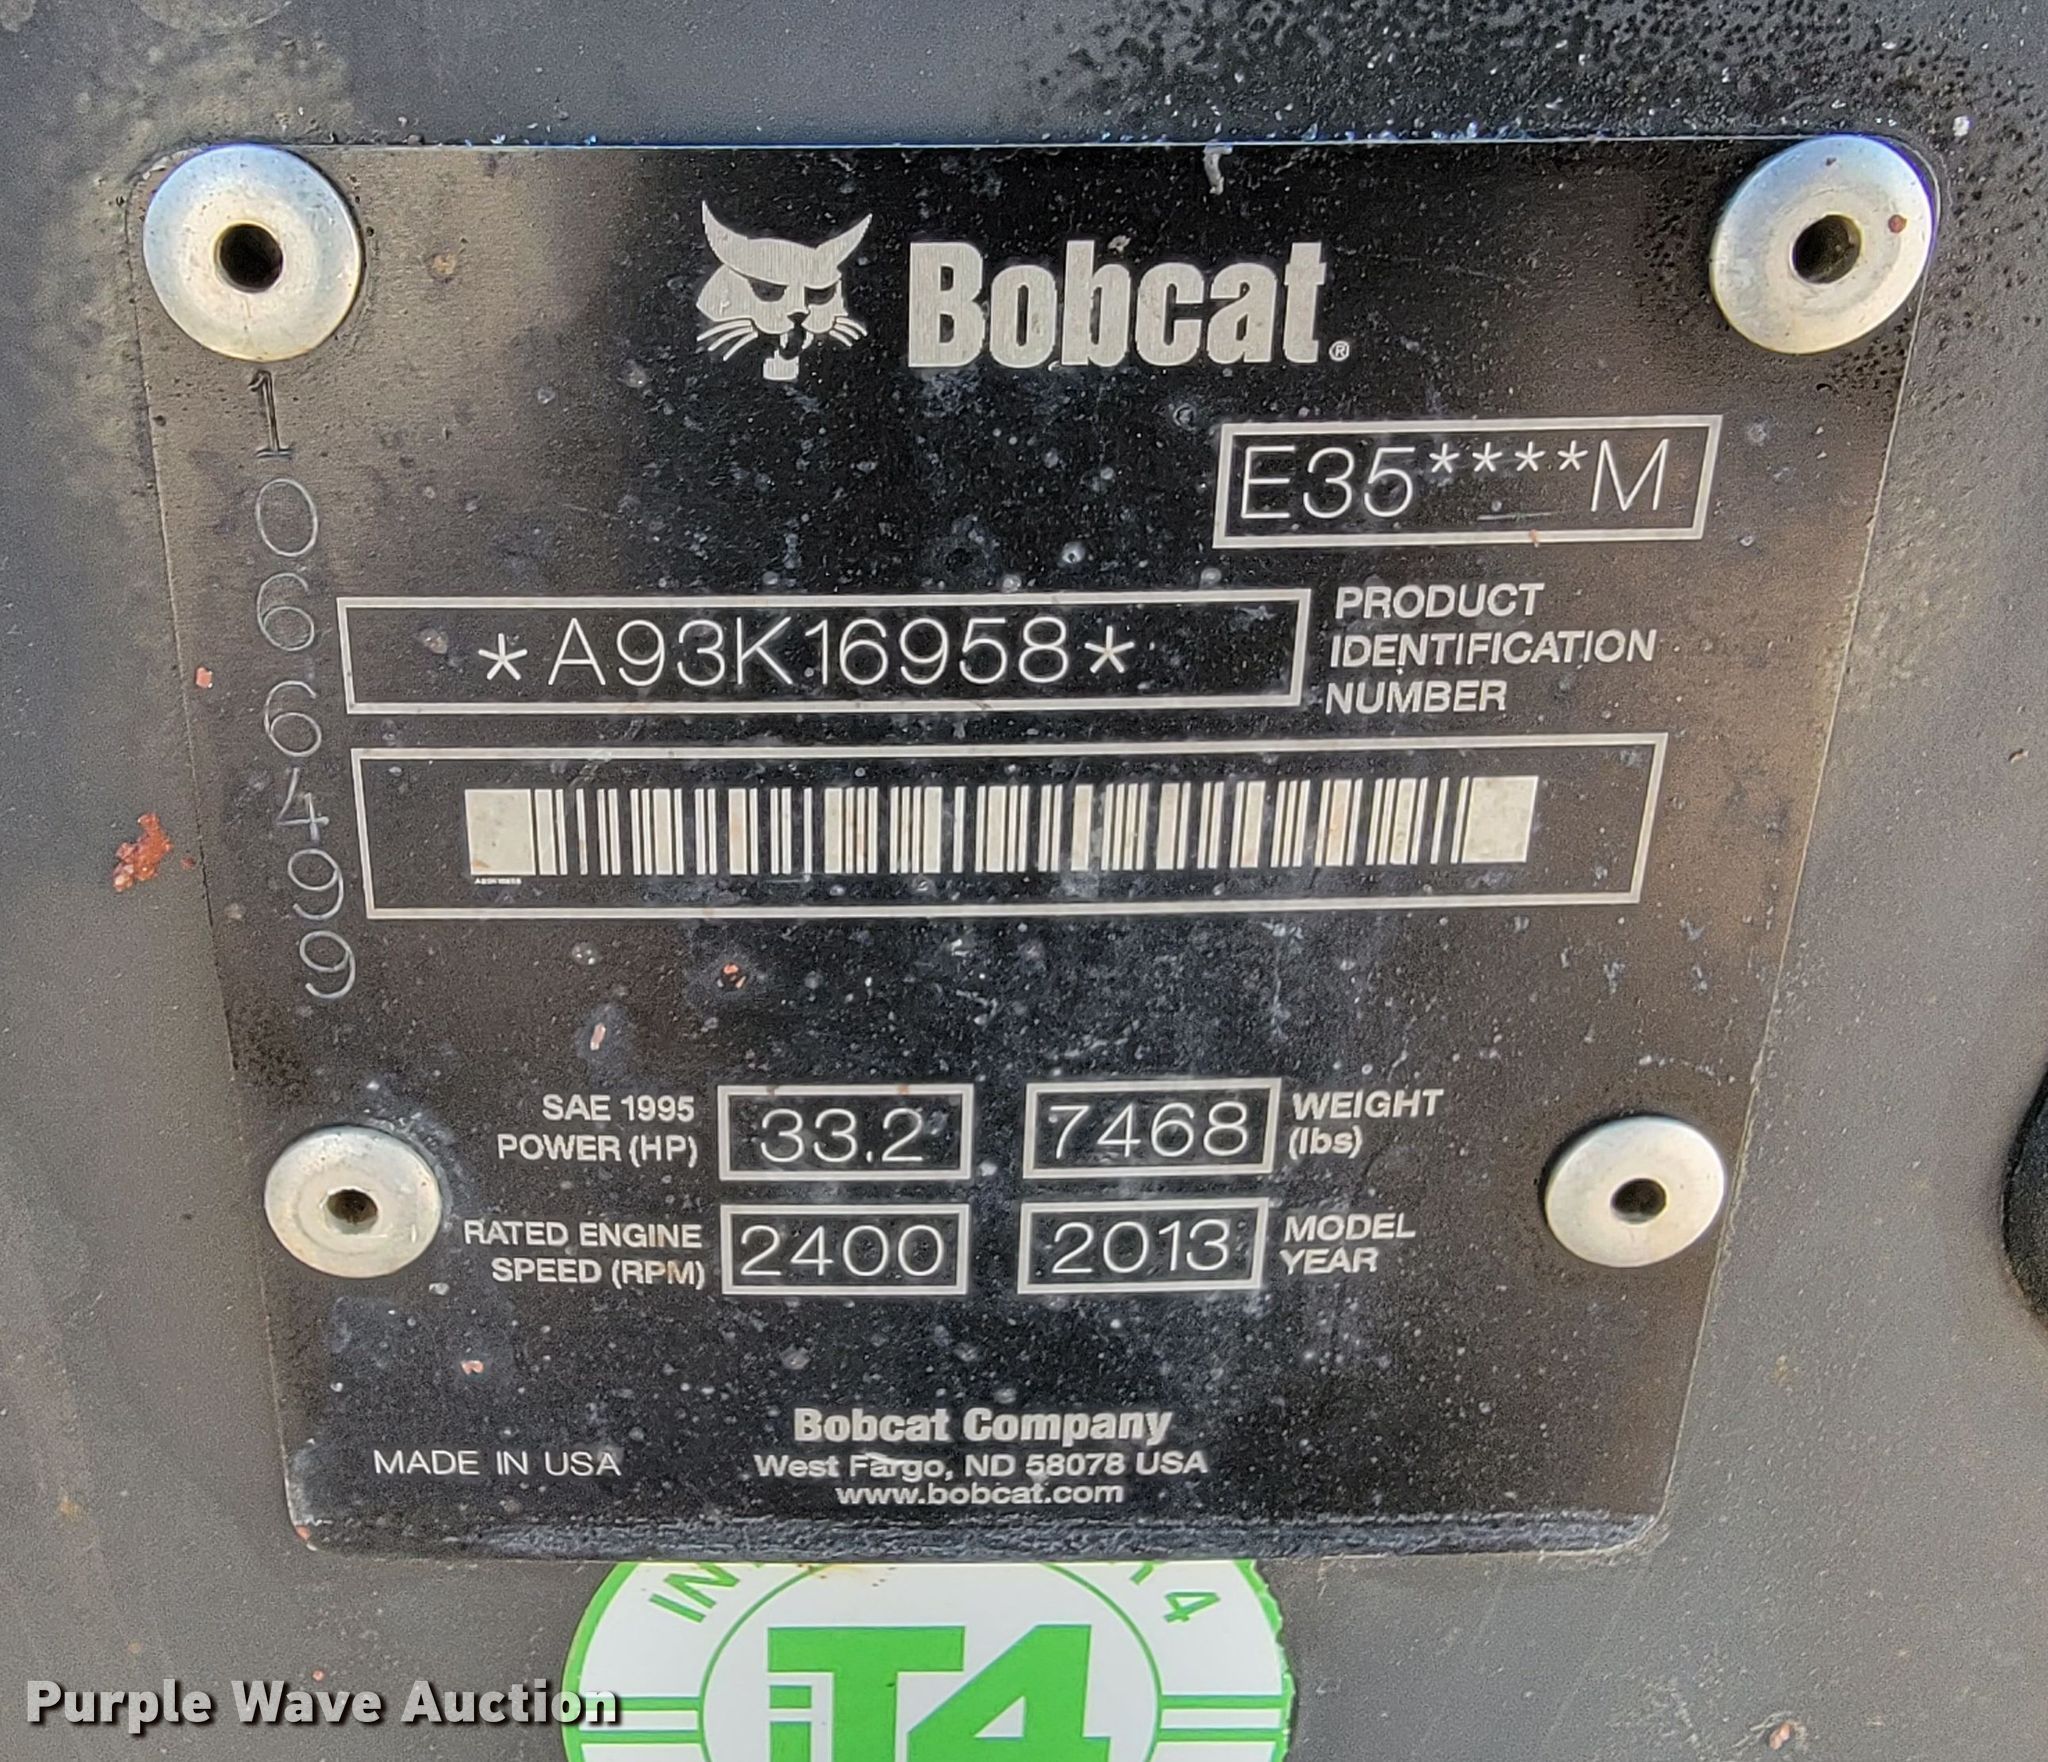 Bobcat®
E35****M
1066499
*A93K16958*
PRODUCT
IDENTIFICATION
NUMBER
A93K16958
SAE 1995
POWER (HP)
33.2
7468
WEIGHT
(lbs)
RATED ENGINE
SPEED (RPM)
2400
2013
MODEL
YEAR
MADE IN USA
Bobcat Company
West Fargo, ND 58078 USA
www.bobcat.com
4
iT4
Purple Wave Auction